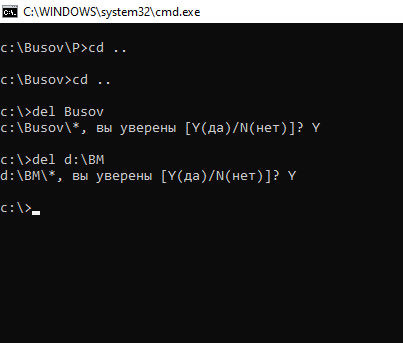 C:\WINDOWS\system32\cmd.exe
c:\Busov\P>cd ..
c:\Busov>cd ..
c:\>del Busov
c:\Busov\*, вы уверены [Y(да)/N(нет)]? Y
c:\>del d:\BM
d:\BM\*, вы уверены [Y(да)/N(нет)]? Y
c:\>